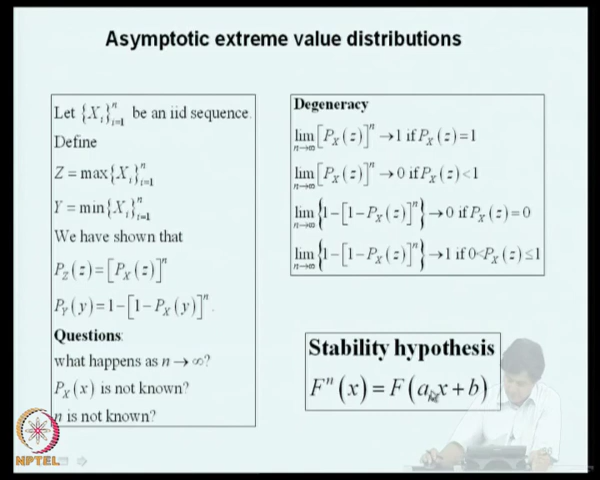 Asymptotic extreme value distributions
Let {X_i}_{i=1}^n be an iid sequence.
Define
Z = max{X_i}_{i=1}^n
Y = min{X_i}_{i=1}^n
We have shown that
P_Z(z) = [P_X(z)]^n
P_Y(y) = 1-[1-P_X(y)]^n.
Questions:
what happens as n → ∞?
P_X(x) is not known?
n is not known?
Degeneracy
lim_{n→∞}[P_X(z)]^n → 1 if P_X(z) = 1
lim_{n→∞}[P_X(z)]^n → 0 if P_X(z) < 1
lim_{n→∞}{1-[1-P_X(z)]^n} → 0 if P_X(z) = 0
lim_{n→∞}{1-[1-P_X(z)]^n} → 1 if 0<P_X(z) ≤ 1
Stability hypothesis
F^n(x) = F(a_n x + b)
NPTEL